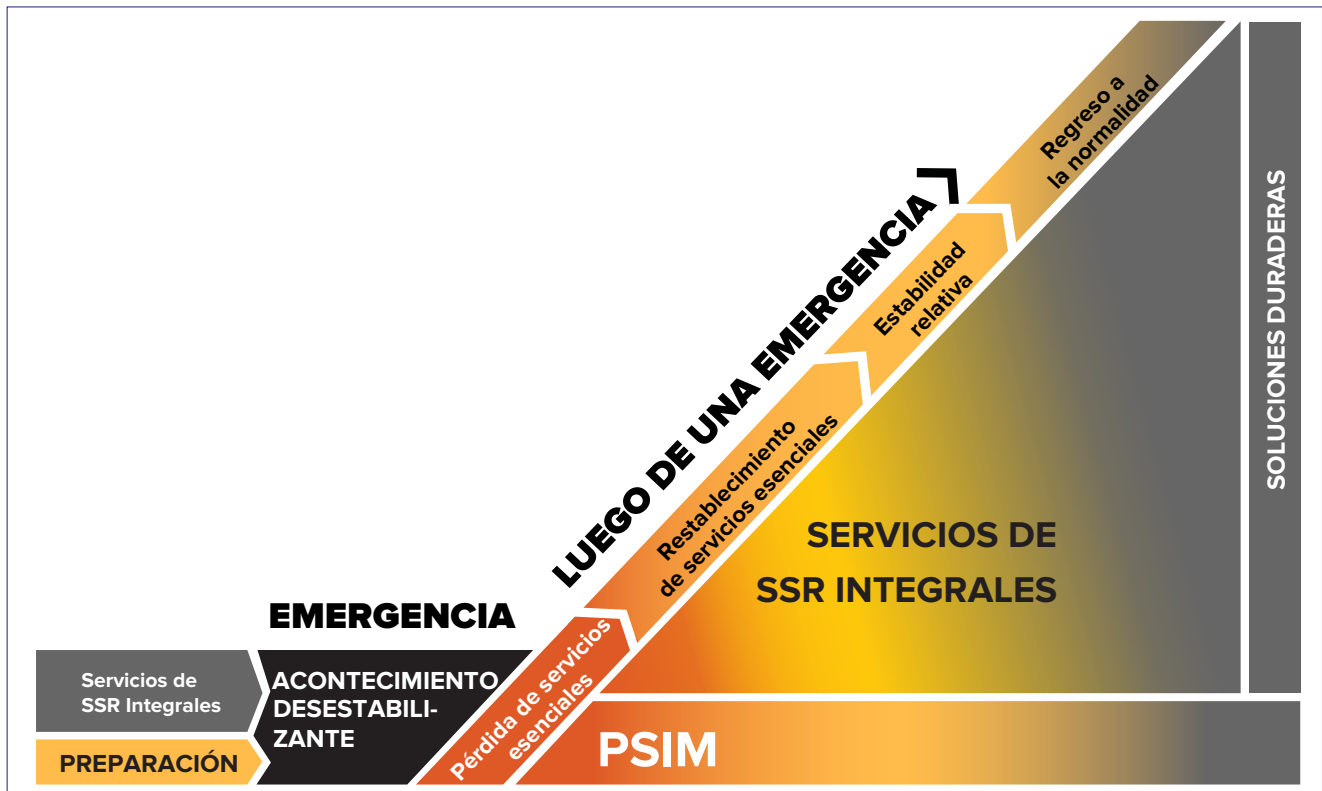 Servicios de
SSR Integrales
PREPARACIÓN
EMERGENCIA
ACONTECIMIENTO
DESESTABILI-
ZANTE
LUEGO DE UNA EMERGENCIA
Pérdida de servicios
esenciales
Restablecimiento
de servicios esenciales
Estabilidad
relativa
Regreso a
la normalidad
SERVICIOS DE
SSR INTEGRALES
PSIM
SOLUCIONES DURADERAS